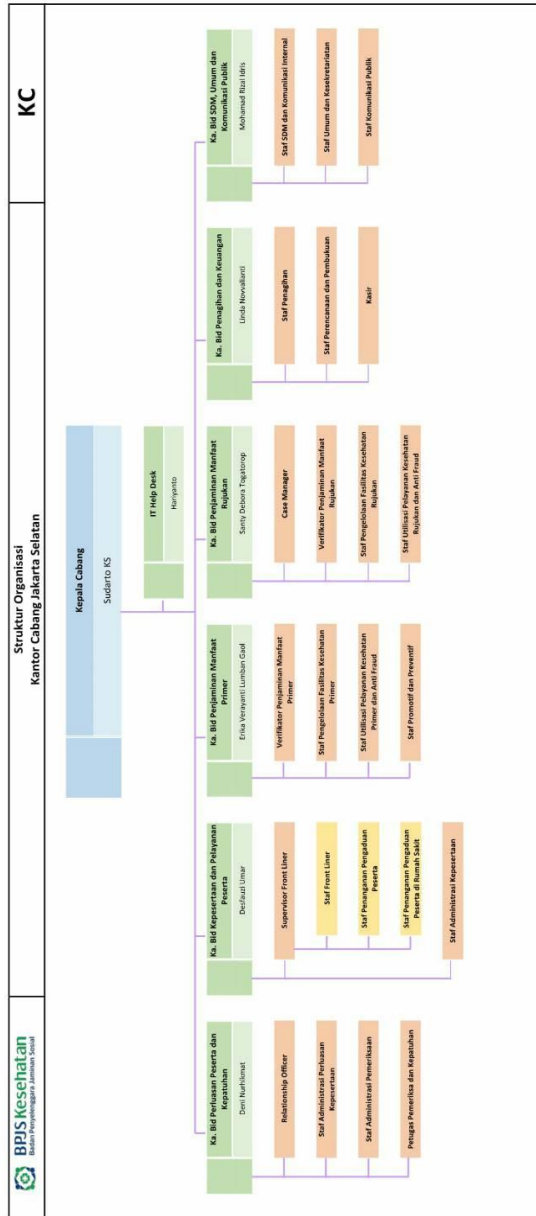 BPJS Kesehatan
Badan Penyelenggara Jaminan Sosial
Struktur Organisasi
Kantor Cabang Jakarta Selatan
KC
Kepala Cabang
Sudarto KS
IT Help Desk
Hariyanto
Ka. Bid Perluasan Peserta dan
Kepatuhan
Deni Nurhikmat
Relationship Officer
Staf Administrasi Perluasan
Kepesertaan
Staf Administrasi Pemeriksaan
Petugas Pemeriksa dan Kepatuhan
Ka. Bid Kepesertaan dan Pelayanan
Peserta
Desfauzi Umar
Supervisor Front Liner
Staf Front Liner
Staf Penanganan Pengaduan
Peserta
Staf Penanganan Pengaduan
Peserta di Rumah Sakit
Staf Administrasi Kepesertaan
Ka. Bid Penjaminan Manfaat
Primer
Erika Verayanti Lumban Gaol
Verifikator Penjaminan Manfaat
Primer
Staf Pengelolaan Fasilitas Kesehatan
Primer
Staf Utilisasi Pelayanan Kesehatan
Primer dan Anti Fraud
Staf Promotif dan Preventif
Ka. Bid Penjaminan Manfaat
Rujukan
Santy Debora Togatorop
Case Manager
Verifikator Penjaminan Manfaat
Rujukan
Staf Pengelolaan Fasilitas Kesehatan
Rujukan
Staf Utilisasi Pelayanan Kesehatan
Rujukan dan Anti Fraud
Ka. Bid Penagihan dan Keuangan
Linda Novvalianti
Staf Penagihan
Staf Perencanaan dan Pembukuan
Kasir
Ka. Bid SDM, Umum dan
Komunikasi Publik
Mohamad Rizal Idris
Staf SDM dan Komunikasi Internal
Staf Umum dan Kesekretariatan
Staf Komunikasi Publik